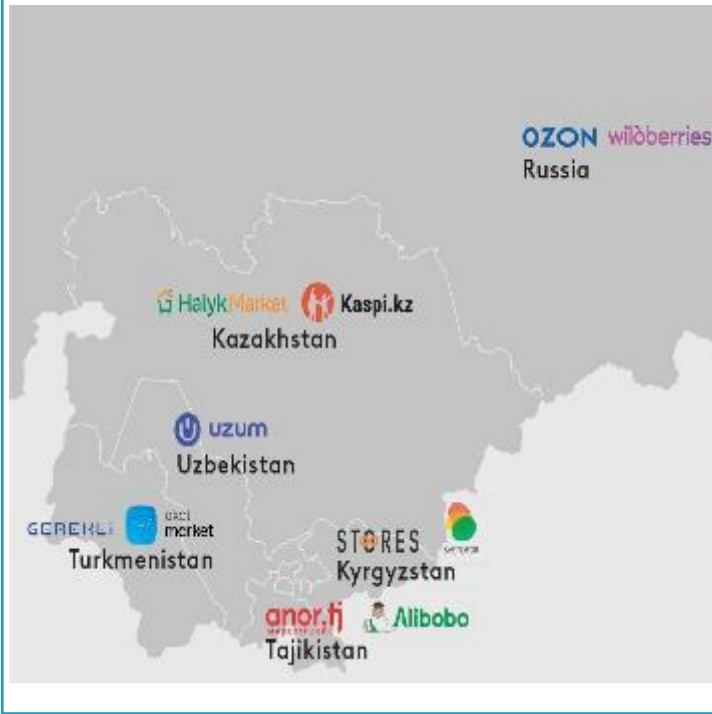 OZON wildberries
Russia
HalykMarket Kaspi.kz
Kazakhstan
uzum
Uzbekistan
GEREKLI
market
Turkmenistan
STORES
Kyrgyzstan
anor.tj Alibobo
Tajikistan